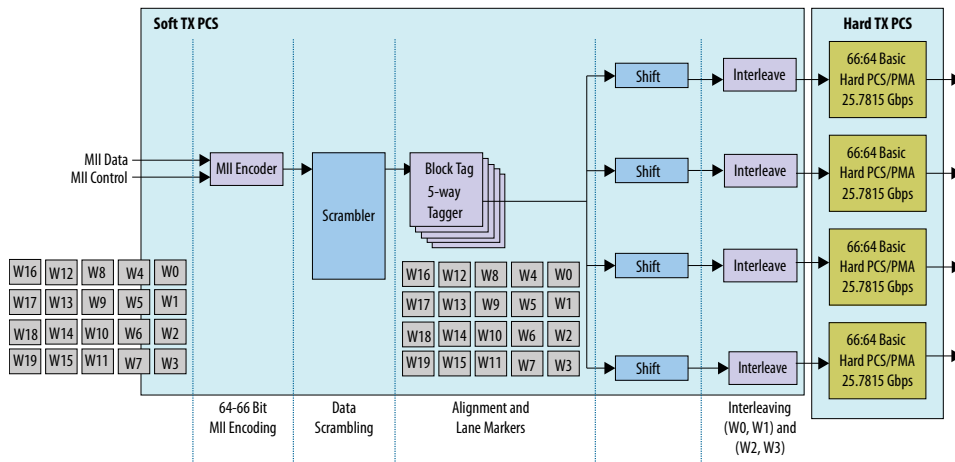 Soft TX PCS
Hard TX PCS
MII Data
MII Control
MII Encoder
Scrambler
Block Tag
5-way
Tagger
Shift
Interleave
66:64 Basic
Hard PCS/PMA
25.7815 Gbps
Shift
Interleave
66:64 Basic
Hard PCS/PMA
25.7815 Gbps
Shift
Interleave
66:64 Basic
Hard PCS/PMA
25.7815 Gbps
Shift
Interleave
66:64 Basic
Hard PCS/PMA
25.7815 Gbps
W16 W12 W8 W4 W0
W17 W13 W9 W5 W1
W18 W14 W10 W6 W2
W19 W15 W11 W7 W3
W16 W12 W8 W4 W0
W17 W13 W9 W5 W1
W18 W14 W10 W6 W2
W19 W15 W11 W7 W3
64-66 Bit
MII Encoding
Data
Scrambling
Alignment and
Lane Markers
Interleaving
(W0, W1) and
(W2, W3)